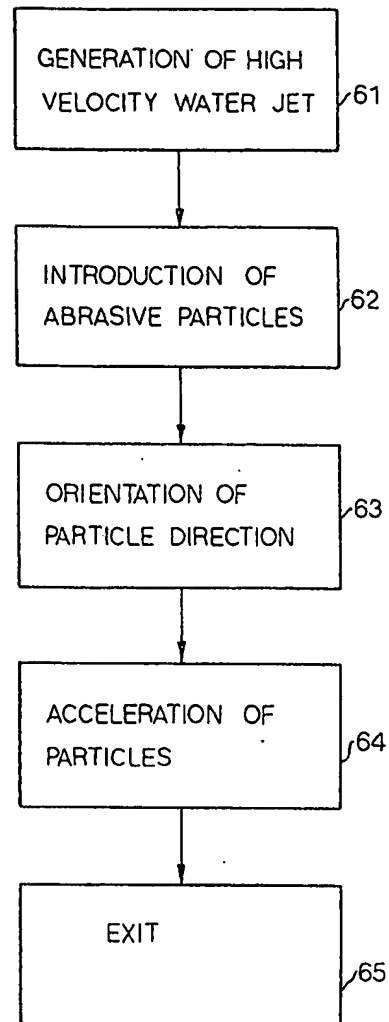 GENERATION OF HIGH
VELOCITY WATER JET
61
INTRODUCTION OF
ABRASIVE PARTICLES
62
ORIENTATION OF
PARTICLE DIRECTION
63
ACCELERATION OF
PARTICLES
64
EXIT
65